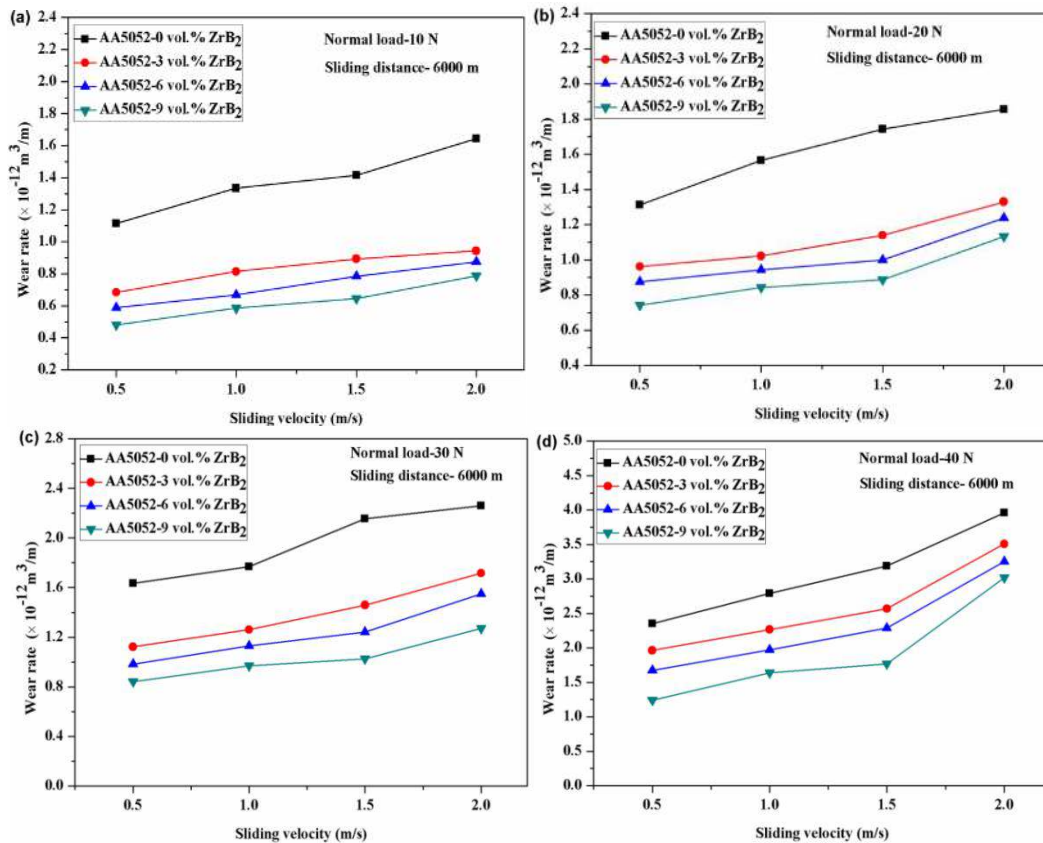 (a)
2.4
2.2
2.0
1.8
1.6
1.4
1.2
1.0
0.8
0.6
0.4
0.2
Wear rate (× 10⁻¹² m³/m)
AA5052-0 vol.% ZrB₂
AA5052-3 vol.% ZrB₂
AA5052-6 vol.% ZrB₂
AA5052-9 vol.% ZrB₂
Normal load-10 N
Sliding distance- 6000 m
0.5 1.0 1.5 2.0
Sliding velocity (m/s)
(b)
2.4
2.2
2.0
1.8
1.6
1.4
1.2
1.0
0.8
0.6
0.4
Wear rate (× 10⁻¹² m³/m)
AA5052-0 vol.% ZrB₂
AA5052-3 vol.% ZrB₂
AA5052-6 vol.% ZrB₂
AA5052-9 vol.% ZrB₂
Normal load-20 N
Sliding distance- 6000 m
0.5 1.0 1.5 2.0
Sliding velocity (m/s)
(c)
2.8
2.4
2.0
1.6
1.2
0.8
0.4
0.0
Wear rate (× 10⁻¹² m³/m)
AA5052-0 vol.% ZrB₂
AA5052-3 vol.% ZrB₂
AA5052-6 vol.% ZrB₂
AA5052-9 vol.% ZrB₂
Normal load-30 N
Sliding distance- 6000 m
0.5 1.0 1.5 2.0
Sliding velocity (m/s)
(d)
5.0
4.5
4.0
3.5
3.0
2.5
2.0
1.5
1.0
0.5
0.0
Wear rate (× 10⁻¹² m³/m)
AA5052-0 vol.% ZrB₂
AA5052-3 vol.% ZrB₂
AA5052-6 vol.% ZrB₂
AA5052-9 vol.% ZrB₂
Normal load-40 N
Sliding distance- 6000 m
0.5 1.0 1.5 2.0
Sliding velocity (m/s)